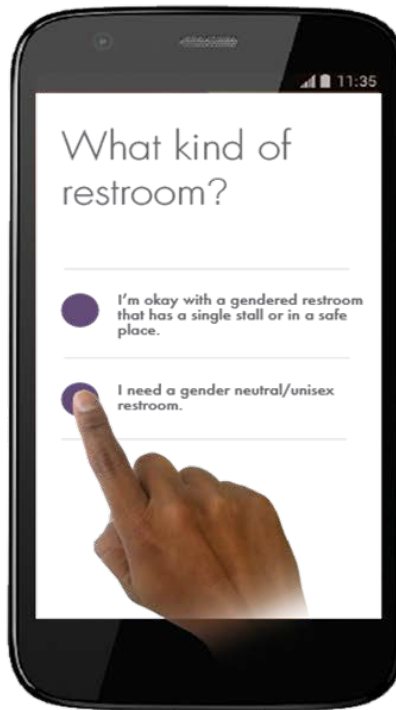 11:35
What kind of
restroom?
I'm okay with a gendered restroom
that has a single stall or in a safe
place.
I need a gender neutral/unisex
restroom.